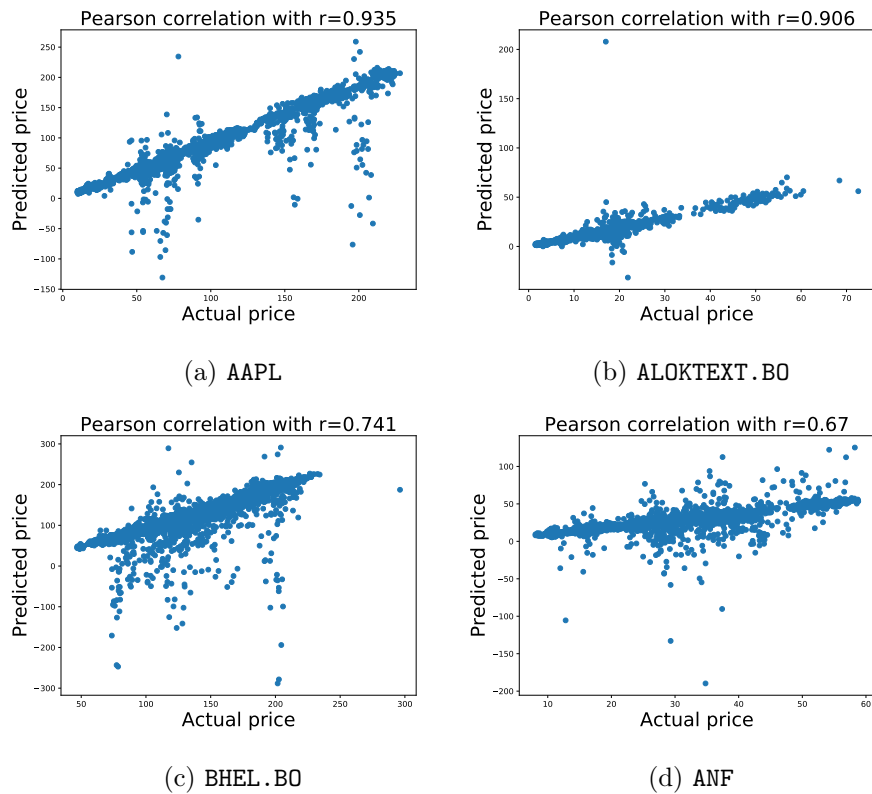 Pearson correlation with r=0.935
Predicted price
250
200
150
100
50
0
−50
−100
−150
0 50 100 150 200
Actual price
(a) AAPL
Pearson correlation with r=0.906
Predicted price
200
150
100
50
0
0 10 20 30 40 50 60 70
Actual price
(b) ALOKTEXT.BO
Pearson correlation with r=0.741
Predicted price
300
200
100
0
−100
−200
−300
50 100 150 200 250 300
Actual price
(c) BHEL.BO
Pearson correlation with r=0.67
Predicted price
100
50
0
−50
−100
−150
−200
10 20 30 40 50 60
Actual price
(d) ANF